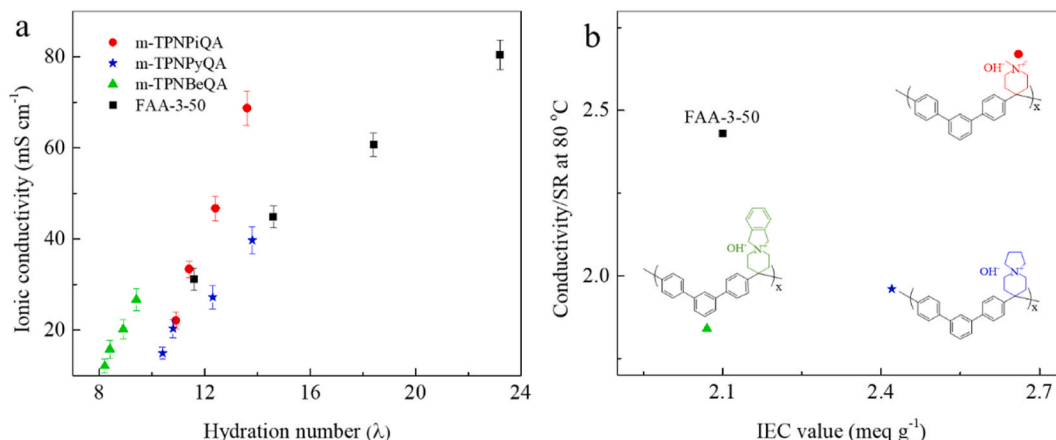 a
m-TPNPiQA
m-TPNPyQA
m-TPNBeQA
FAA-3-50
80
60
40
20
8
12
16
20
24
Ionic conductivity (mS cm⁻¹)
Hydration number (λ)
b
FAA-3-50
OH⁻
N⁺
x
OH⁻
N⁺
x
OH⁻
N⁺
x
2.5
2.0
2.1
2.4
2.7
Conductivity/SR at 80 °C
IEC value (meq g⁻¹)